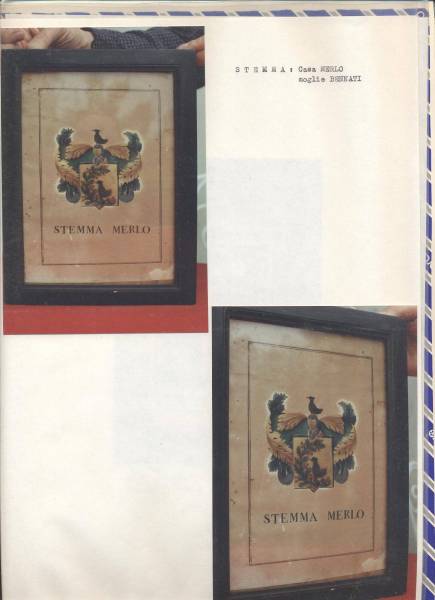 S T E M M A : Casa MERLO
moglie BENNATI
STEMMA MERLO
STEMMA MERLO